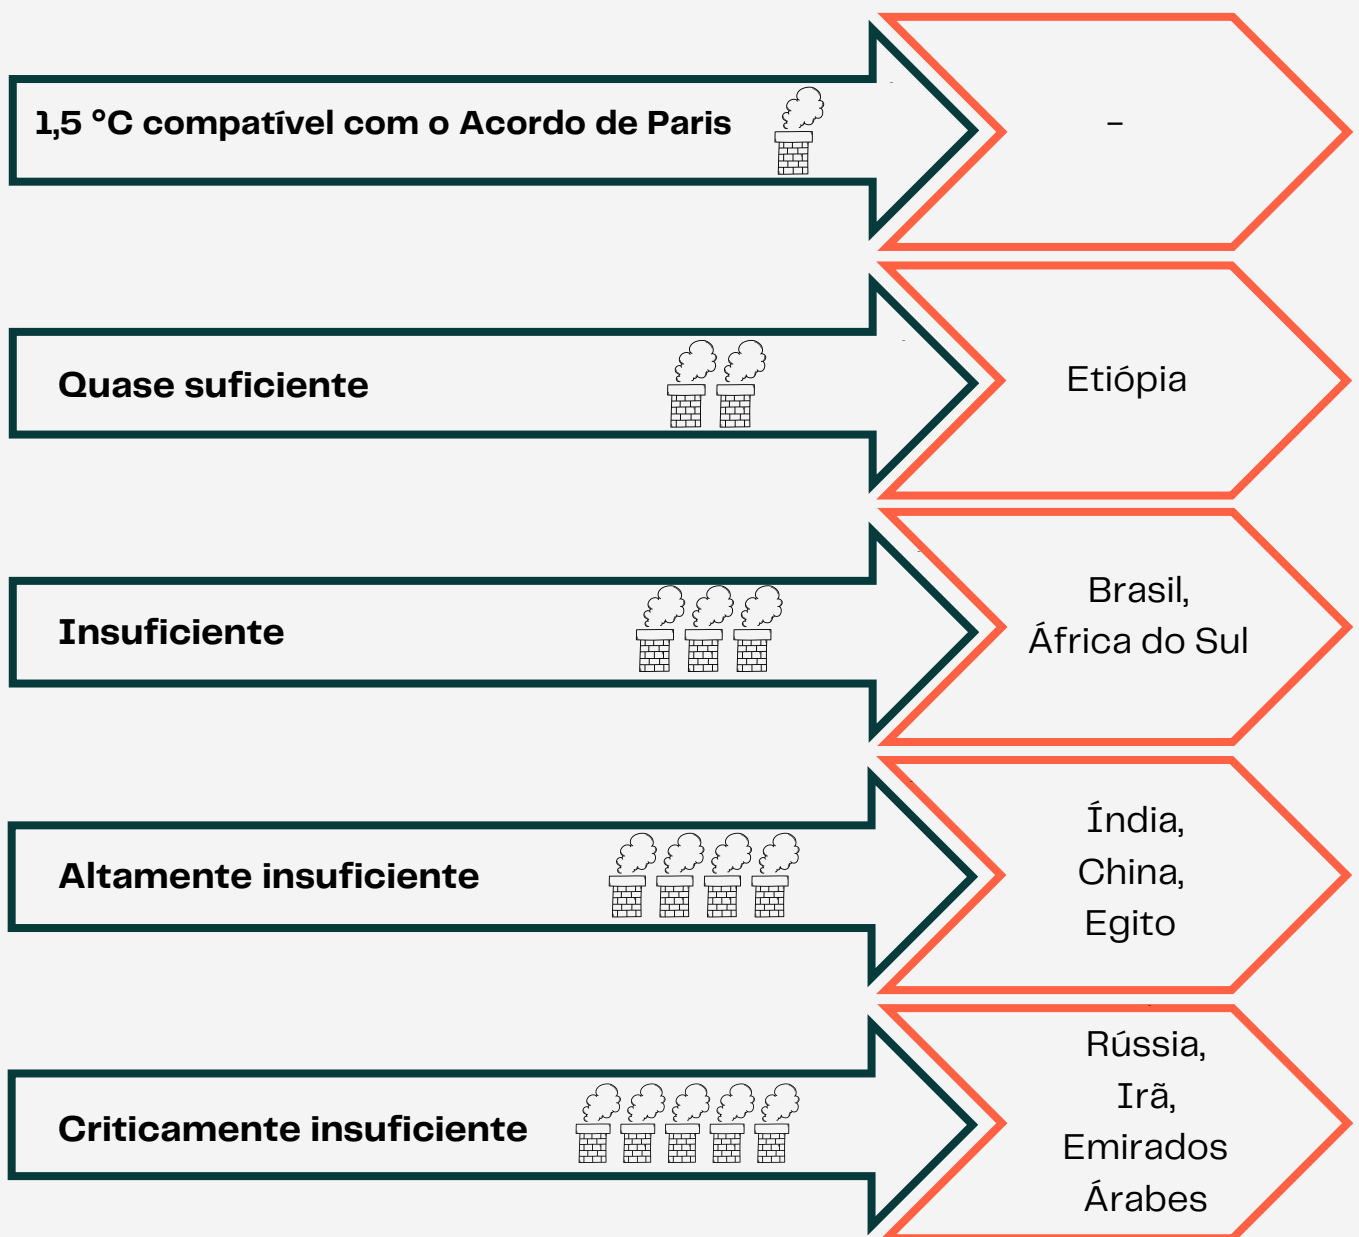 1,5 °C compatível com o Acordo de Paris
–
Quase suficiente
Etiópia
Insuficiente
Brasil,
África do Sul
Altamente insuficiente
Índia,
China,
Egito
Criticamente insuficiente
Rússia,
Irã,
Emirados
Árabes